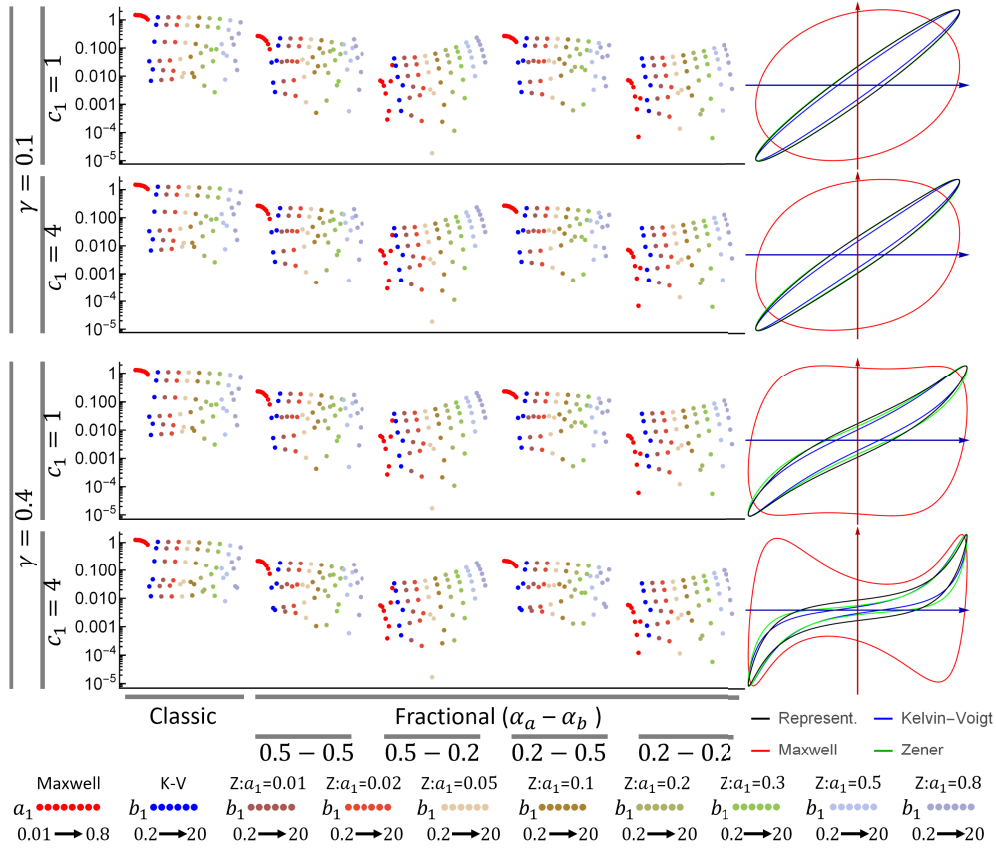 γ = 0.1
c₁ = 1
1
0.100
0.010
0.001
10⁻⁴
10⁻⁵
c₁ = 4
1
0.100
0.010
0.001
10⁻⁴
10⁻⁵
γ = 0.4
c₁ = 1
1
0.100
0.010
0.001
10⁻⁴
10⁻⁵
c₁ = 4
1
0.100
0.010
0.001
10⁻⁴
10⁻⁵
Classic Fractional (αₐ − α_b )
0.5 − 0.5 0.5 − 0.2 0.2 − 0.5 0.2 − 0.2
Represent. Kelvin−Voigt
Maxwell Zener
Maxwell K-V Z:a₁=0.01 Z:a₁=0.02 Z:a₁=0.05 Z:a₁=0.1 Z:a₁=0.2 Z:a₁=0.3 Z:a₁=0.5 Z:a₁=0.8
a₁ b₁ b₁ b₁ b₁ b₁ b₁ b₁ b₁ b₁
0.01 → 0.8 0.2 → 20 0.2 → 20 0.2 → 20 0.2 → 20 0.2 → 20 0.2 → 20 0.2 → 20 0.2 → 20 0.2 → 20